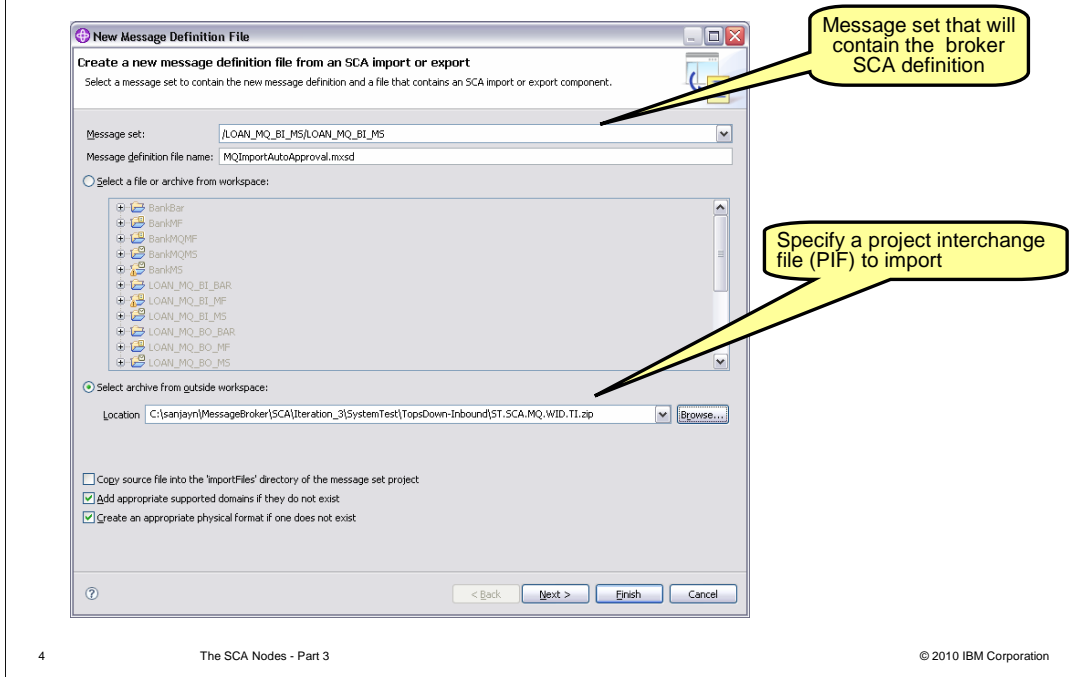 Message set that will
contain the broker
SCA definition
New Message Definition File
Create a new message definition file from an SCA import or export
Select a message set to contain the new message definition and a file that contains an SCA import or export component.
Message set:
/LOAN_MQ_BI_MS/LOAN_MQ_BI_MS
Message definition file name:
MQImportAutoApproval.mxsd
Select a file or archive from workspace:
BankBar
BankMF
BankMQMF
BankMQMS
BankMS
LOAN_MQ_BI_BAR
LOAN_MQ_BI_MF
LOAN_MQ_BI_MS
LOAN_MQ_BO_BAR
LOAN_MQ_BO_MF
LOAN_MQ_BO_MS
Specify a project interchange
file (PIF) to import
Select archive from outside workspace:
Location
C:\sanjayn\MessageBroker\SCA\Iteration_3\SystemTest\TopsDown-Inbound\ST.SCA.MQ.WID.TI.zip
Browse...
Copy source file into the 'importFiles' directory of the message set project
Add appropriate supported domains if they do not exist
Create an appropriate physical format if one does not exist
?
< Back
Next >
Finish
Cancel
4
The SCA Nodes - Part 3
© 2010 IBM Corporation